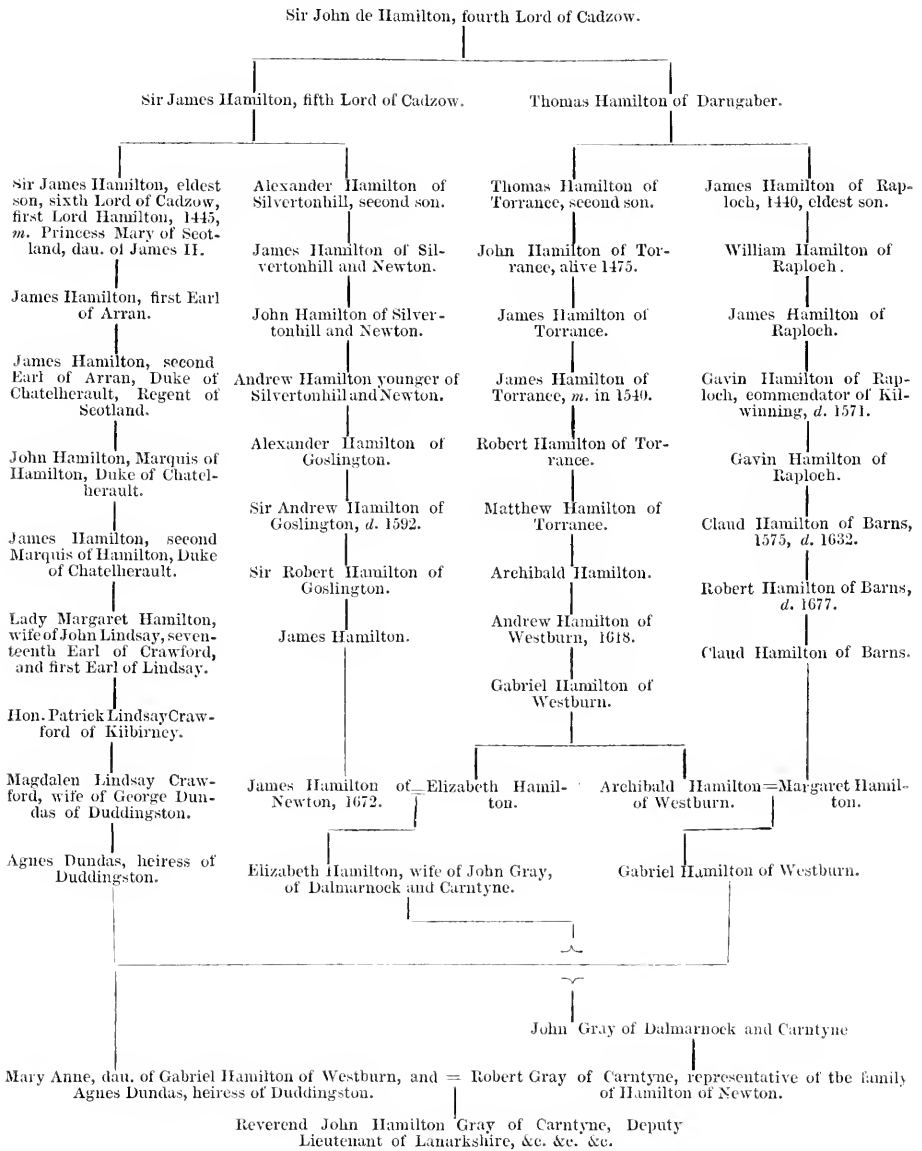 Sir John de Hamilton, fourth Lord of Cadzow.
Sir James Hamilton, fifth Lord of Cadzow.
Thomas Hamilton of Darngaber.
Sir James Hamilton, eldest
son, sixth Lord of Cadzow,
first Lord Hamilton, 1445,
m. Princess Mary of Scot-
land, dau. of James II.
James Hamilton, first Earl
of Arran.
James Hamilton, second
Earl of Arran, Duke of
Chatelherault, Regent of
Scotland.
John Hamilton, Marquis of
Hamilton, Duke of Chatel-
herault.
James Hamilton, second
Marquis of Hamilton, Duke
of Chatelherault.
Lady Margaret Hamilton,
wife of John Lindsay, seven-
teenth Earl of Crawford,
and first Earl of Lindsay.
Hon. Patrick Lindsay Craw-
ford of Kilbirney.
Magdalen Lindsay Craw-
ford, wife of George Dun-
das of Duddingston.
Agnes Dundas, heiress of
Duddingston.
Alexander Hamilton of
Silvertonhill, second son.
James Hamilton of Sil-
vertonhill and Newton.
John Hamilton of Silver-
tonhill and Newton.
Andrew Hamilton younger of
Silvertonhill and Newton.
Alexander Hamilton of
Goslington.
Sir Andrew Hamilton of
Goslington, d. 1592.
Sir Robert Hamilton of
Goslington.
James Hamilton.
Thomas Hamilton of
Torrance, second son.
John Hamilton of Tor-
rance, alive 1475.
James Hamilton of
Torrance.
James Hamilton of
Torrance, m. in 1540.
Robert Hamilton of Tor-
rance.
Matthew Hamilton of
Torrance.
Archibald Hamilton.
Andrew Hamilton of
Westburn, 1618.
Gabriel Hamilton of
Westburn.
James Hamilton of Rap-
loch, 1440, eldest son.
William Hamilton of
Raploch.
James Hamilton of
Raploch.
Gavin Hamilton of Rap-
loch, commendator of Kil-
winning, d. 1571.
Gavin Hamilton of
Raploch.
Claud Hamilton of Barns,
1575, d. 1632.
Robert Hamilton of Barns,
d. 1677.
Claud Hamilton of Barns.
James Hamilton of = Elizabeth Hamil-
Newton, 1672. ton.
Archibald Hamilton = Margaret Hamil-
of Westburn. ton.
Elizabeth Hamilton, wife of John Gray,
of Dalmarnock and Carntyne.
Gabriel Hamilton of Westburn.
John Gray of Dalmarnock and Carntyne
Mary Anne, dau. of Gabriel Hamilton of Westburn, and = Robert Gray of Carntyne, representative of the family
Agnes Dundas, heiress of Duddingston. of Hamilton of Newton.
Reverend John Hamilton Gray of Carntyne, Deputy
Lieutenant of Lanarkshire, &c. &c. &c.